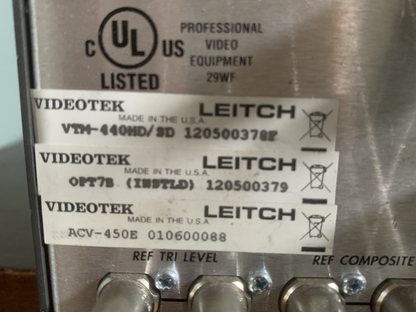 C UL US
LISTED
PROFESSIONAL
VIDEO
EQUIPMENT
29WF
VIDEOTEK LEITCH
MADE IN THE U.S.A.
VTM-440HD/SD 120500378F
VIDEOTEK LEITCH
MADE IN THE U.S.A.
OPT7B (INSTLD) 120500379
VIDEOTEK LEITCH
MADE IN THE U.S.A.
ACV-450E 010600088
REF TRI LEVEL REF COMPOSITE